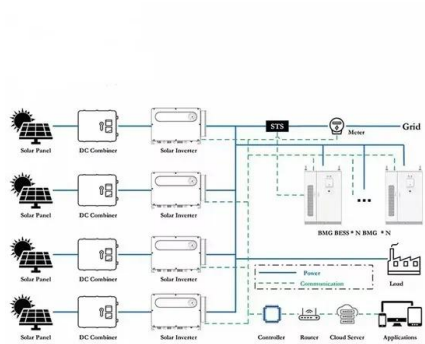 STS
Meter
Grid
Solar Panel
DC Combiner
Solar Inverter
BMG BESS * N BMG * N
Solar Panel
DC Combiner
Solar Inverter
Solar Panel
DC Combiner
Solar Inverter
Power
Communication
Load
Solar Panel
DC Combiner
Solar Inverter
Controller
Router
Cloud Server
Applications